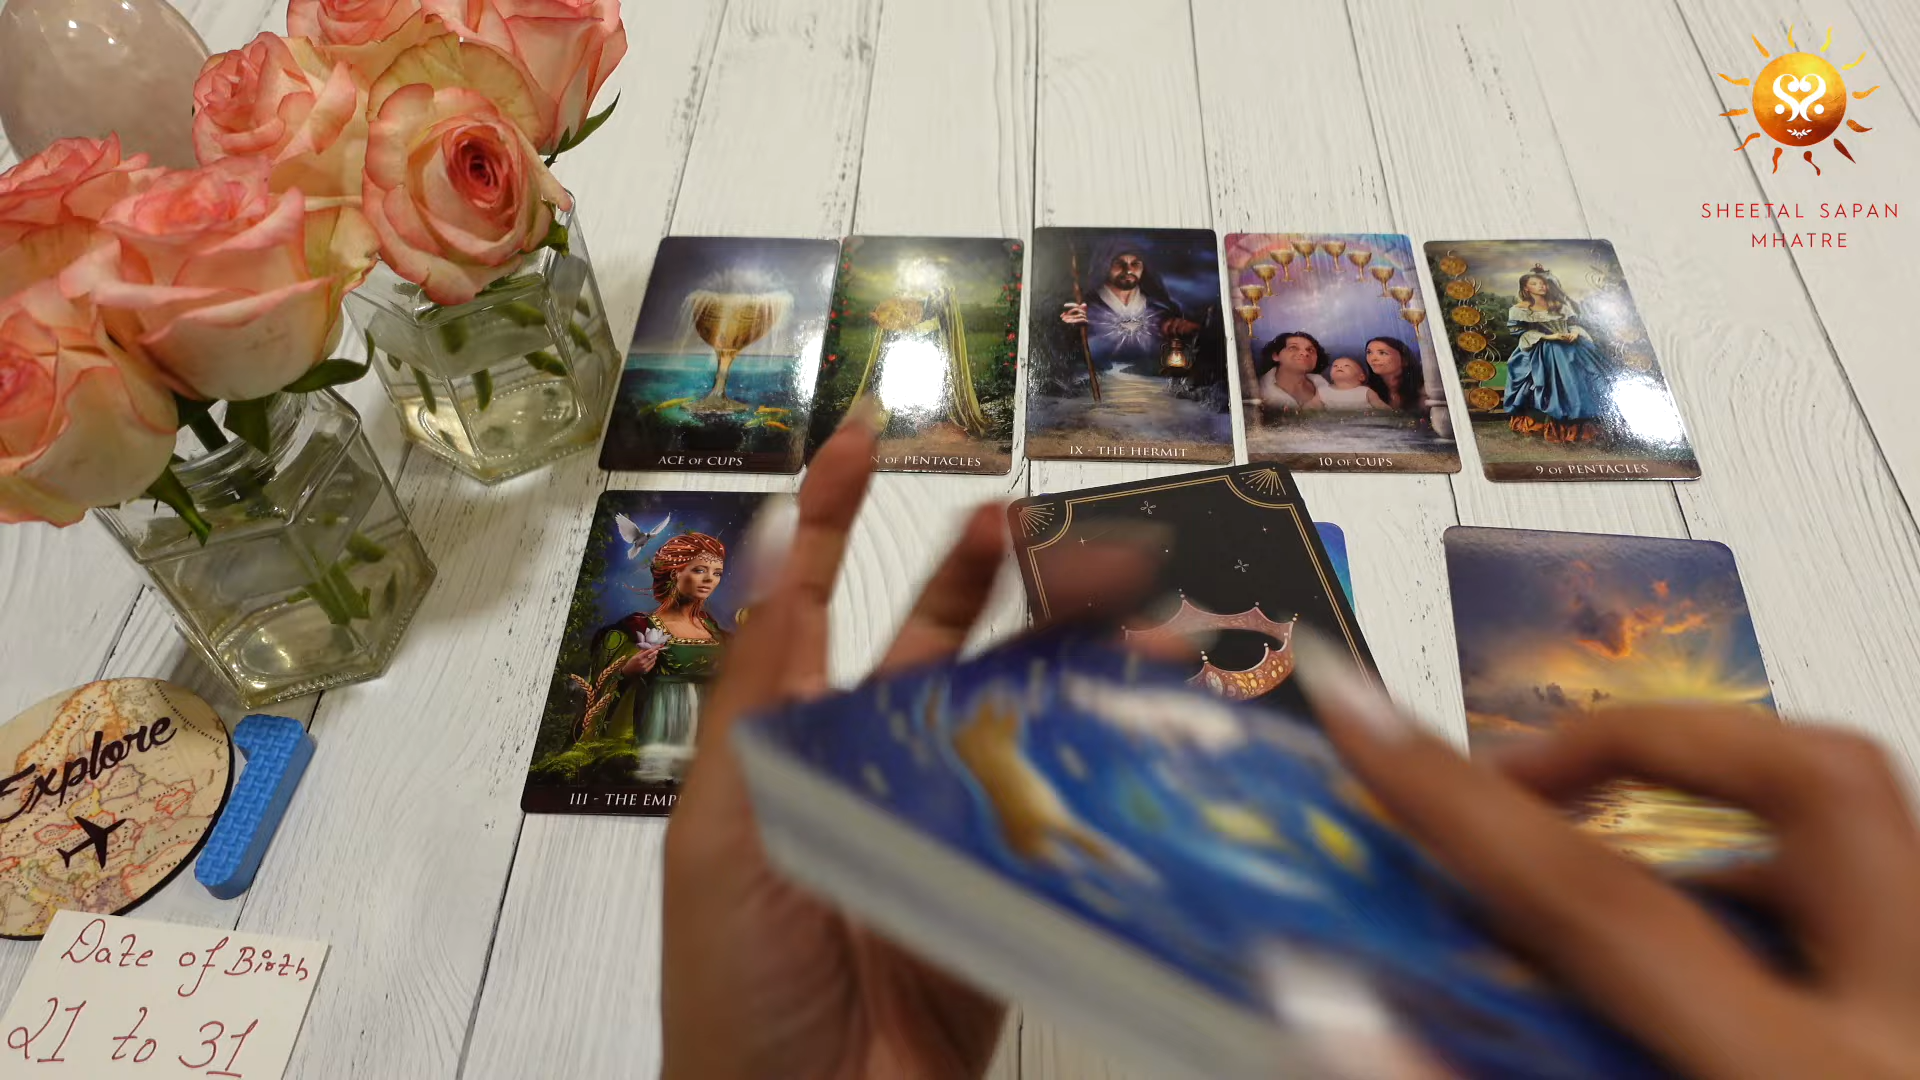 SHEETAL SAPAN
MHATRE
ACE OF CUPS
N OF PENTACLES
IX - THE HERMIT
10 OF CUPS
9 OF PENTACLES
III - THE EMP
Explore
Date of Birth
21 to 31